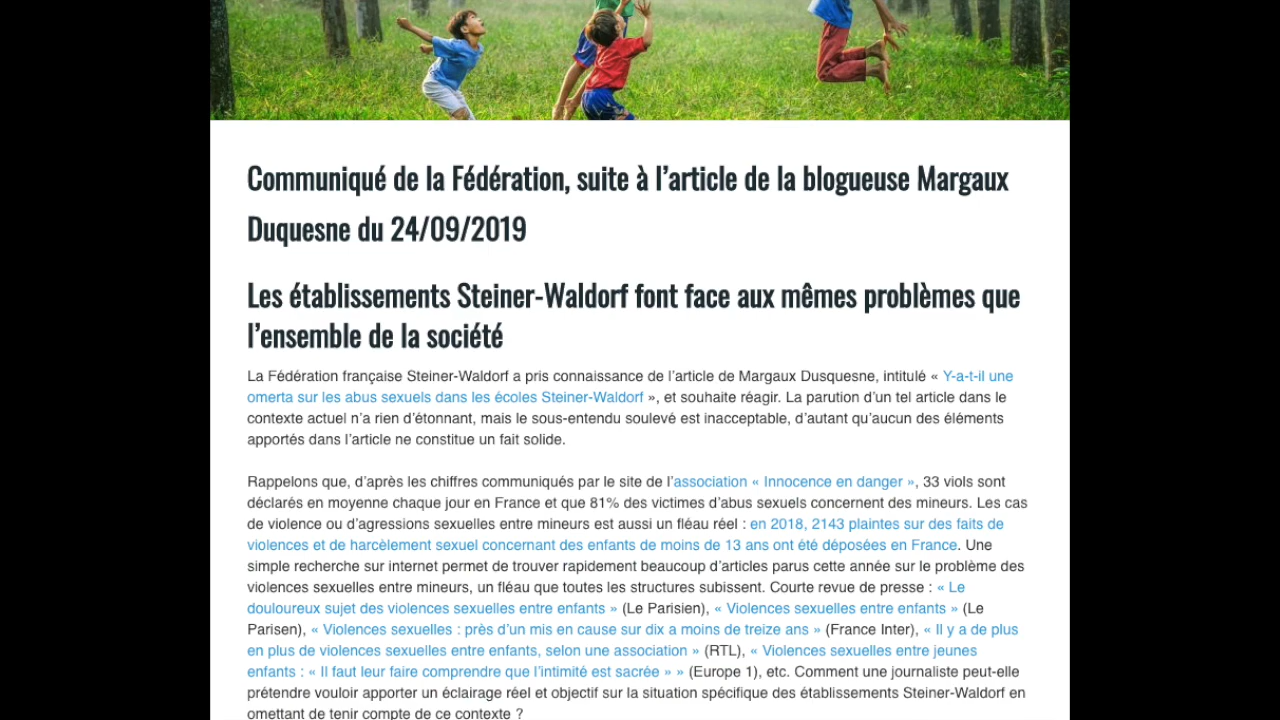 Communiqué de la Fédération, suite à l’article de la blogueuse Margaux
Duquesne du 24/09/2019
Les établissements Steiner-Waldorf font face aux mêmes problèmes que
l’ensemble de la société
La Fédération française Steiner-Waldorf a pris connaissance de l’article de Margaux Dusquesne, intitulé « Y-a-t-il une
omerta sur les abus sexuels dans les écoles Steiner-Waldorf », et souhaite réagir. La parution d’un tel article dans le
contexte actuel n’a rien d’étonnant, mais le sous-entendu soulevé est inacceptable, d’autant qu’aucun des éléments
apportés dans l’article ne constitue un fait solide.
Rappelons que, d’après les chiffres communiqués par le site de l’association « Innocence en danger », 33 viols sont
déclarés en moyenne chaque jour en France et que 81% des victimes d’abus sexuels concernent des mineurs. Les cas
de violence ou d’agressions sexuelles entre mineurs est aussi un fléau réel : en 2018, 2143 plaintes sur des faits de
violences et de harcèlement sexuel concernant des enfants de moins de 13 ans ont été déposées en France. Une
simple recherche sur internet permet de trouver rapidement beaucoup d’articles parus cette année sur le problème des
violences sexuelles entre mineurs, un fléau que toutes les structures subissent. Courte revue de presse : « Le
douloureux sujet des violences sexuelles entre enfants » (Le Parisien), « Violences sexuelles entre enfants » (Le
Parisen), « Violences sexuelles : près d’un mis en cause sur dix a moins de treize ans » (France Inter), « Il y a de plus
en plus de violences sexuelles entre enfants, selon une association » (RTL), « Violences sexuelles entre jeunes
enfants : « Il faut leur faire comprendre que l’intimité est sacrée » » (Europe 1), etc. Comment une journaliste peut-elle
prétendre vouloir apporter un éclairage réel et objectif sur la situation spécifique des établissements Steiner-Waldorf en
omettant de tenir compte de ce contexte ?